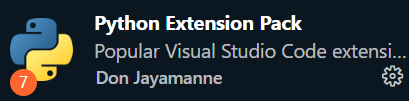 Python Extension Pack
Popular Visual Studio Code extensi...
7
Don Jayamanne